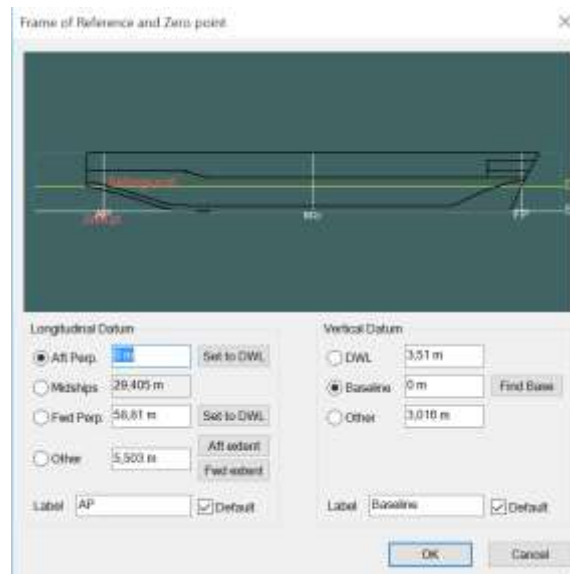 Frame of Reference and Zero point
AP
MS
FP
Longitudinal Datum
Aft Perp. 0 m Set to DWL
Midships 29,405 m
Fwd Perp. 58,81 m Set to DWL
Other 5,503 m Aft extent
Fwd extent
Label AP Default
Vertical Datum
DWL 3,51 m
Baseline 0 m Find Base
Other 3,016 m
Label Baseline Default
OK Cancel